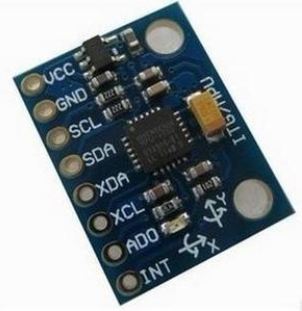 VCC
GND
SCL
SDA
XDA
XCL
ADO
INT
ITG/MPU
Y
X